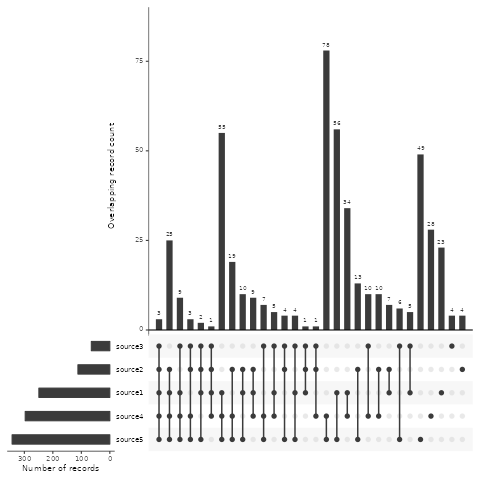 Overlapping record count
75
50
25
0
3 25 9 3 2 1 55 19 10 9 7 5 4 4 1 1 78 56 34 13 10 10 7 6 5 49 28 23 4 4
source3
source2
source1
source4
source5
300 200 100 0
Number of records